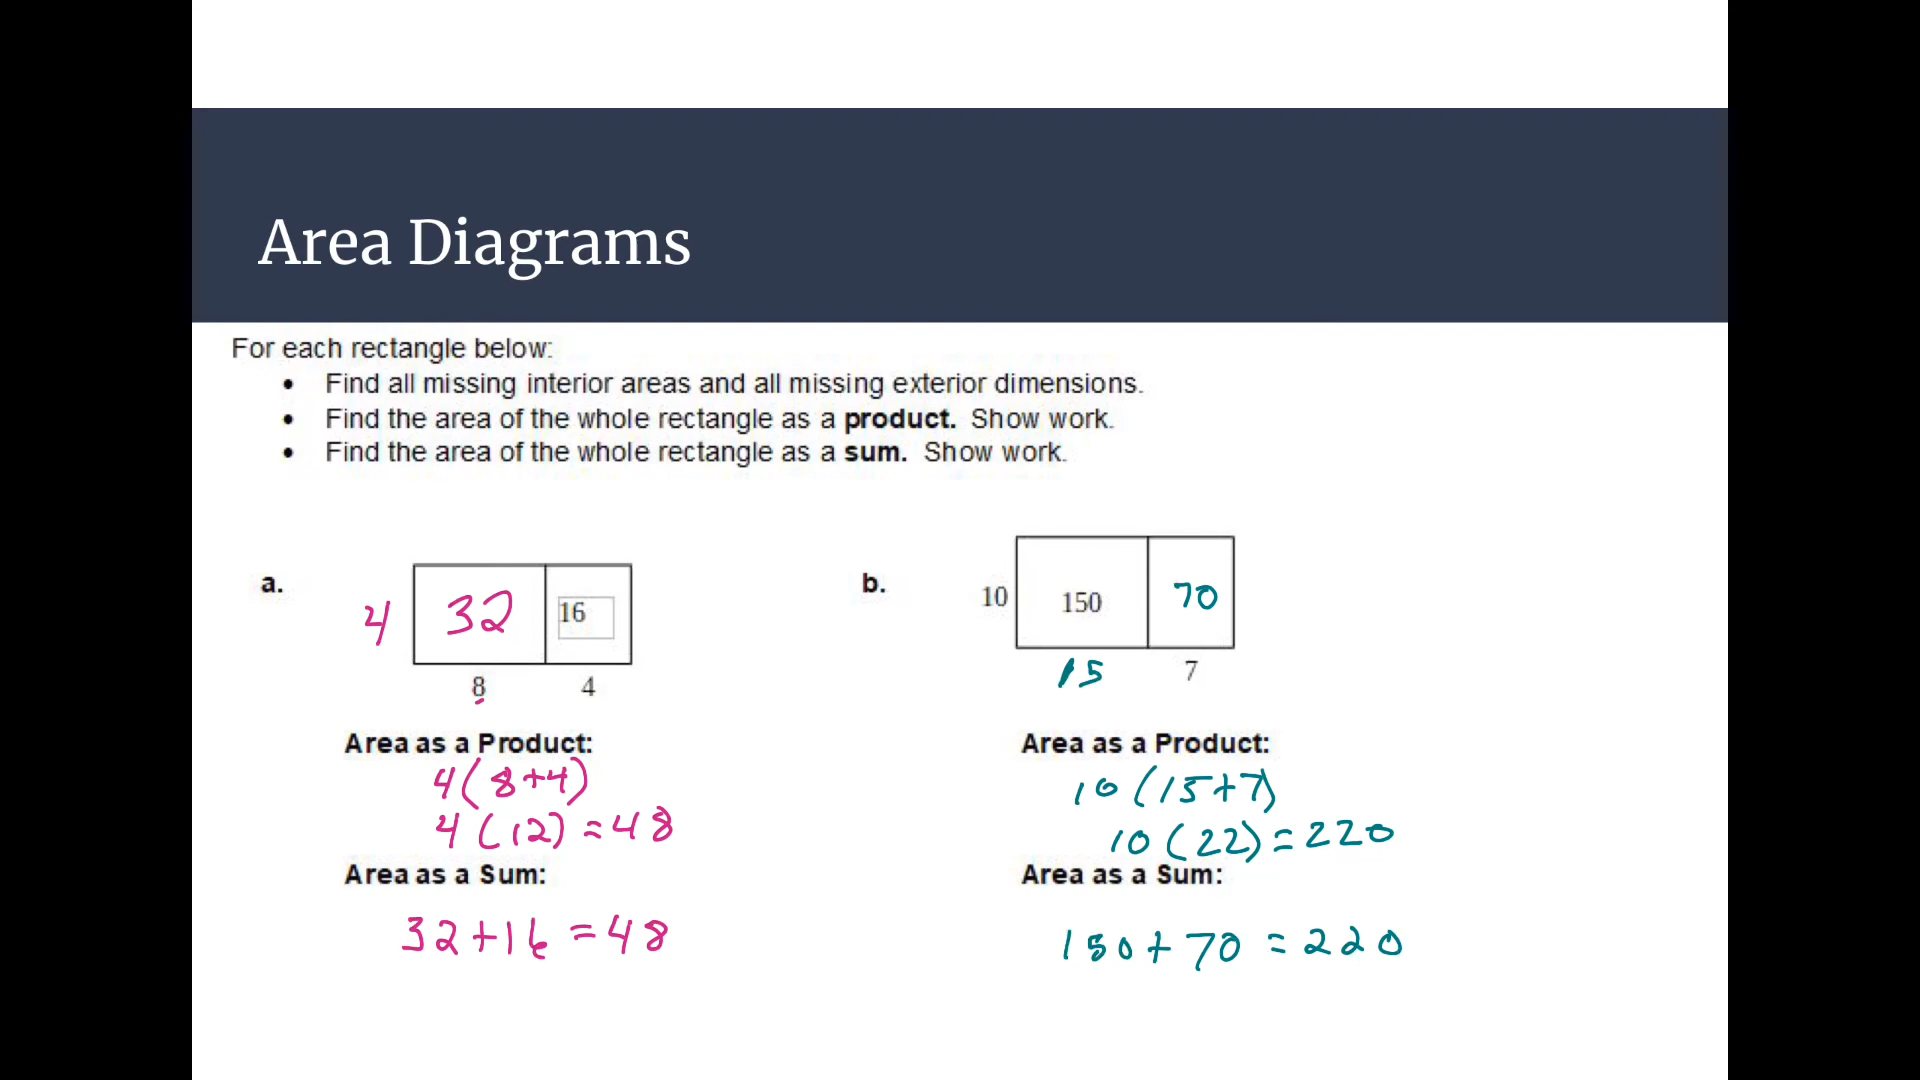 Area Diagrams
For each rectangle below:
• Find all missing interior areas and all missing exterior dimensions.
• Find the area of the whole rectangle as a product. Show work.
• Find the area of the whole rectangle as a sum. Show work.
a.
4
32
16
8
4
Area as a Product:
4(8+4)
4(12)=48
Area as a Sum:
32+16=48
b.
10
150
70
15
7
Area as a Product:
10(15+7)
10(22)=220
Area as a Sum:
150+70=220